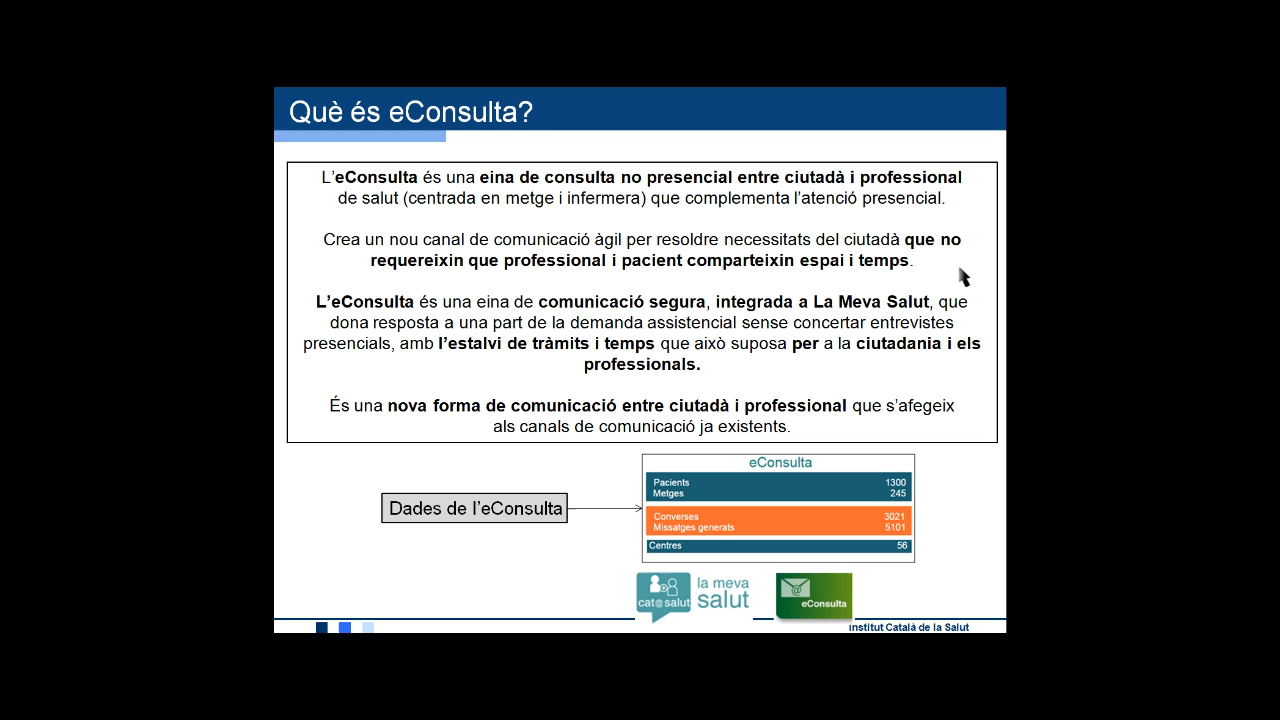 Què és eConsulta?
L'eConsulta és una eina de consulta no presencial entre ciutadà i professional
de salut (centrada en metge i infermera) que complementa l'atenció presencial.
Crea un nou canal de comunicació àgil per resoldre necessitats del ciutadà que no
requereixin que professional i pacient comparteixin espai i temps.
L'eConsulta és una eina de comunicació segura, integrada a La Meva Salut, que
dona resposta a una part de la demanda assistencial sense concertar entrevistes
presencials, amb l'estalvi de tràmits i temps que això suposa per a la ciutadania i els
professionals.
És una nova forma de comunicació entre ciutadà i professional que s'afegeix
als canals de comunicació ja existents.
Dades de l'eConsulta
eConsulta
Pacients 1300
Metges 245
Converses 3021
Missatges generats 5101
Centres 56
cat@salut
la meva
salut
@
eConsulta
Institut Català de la Salut